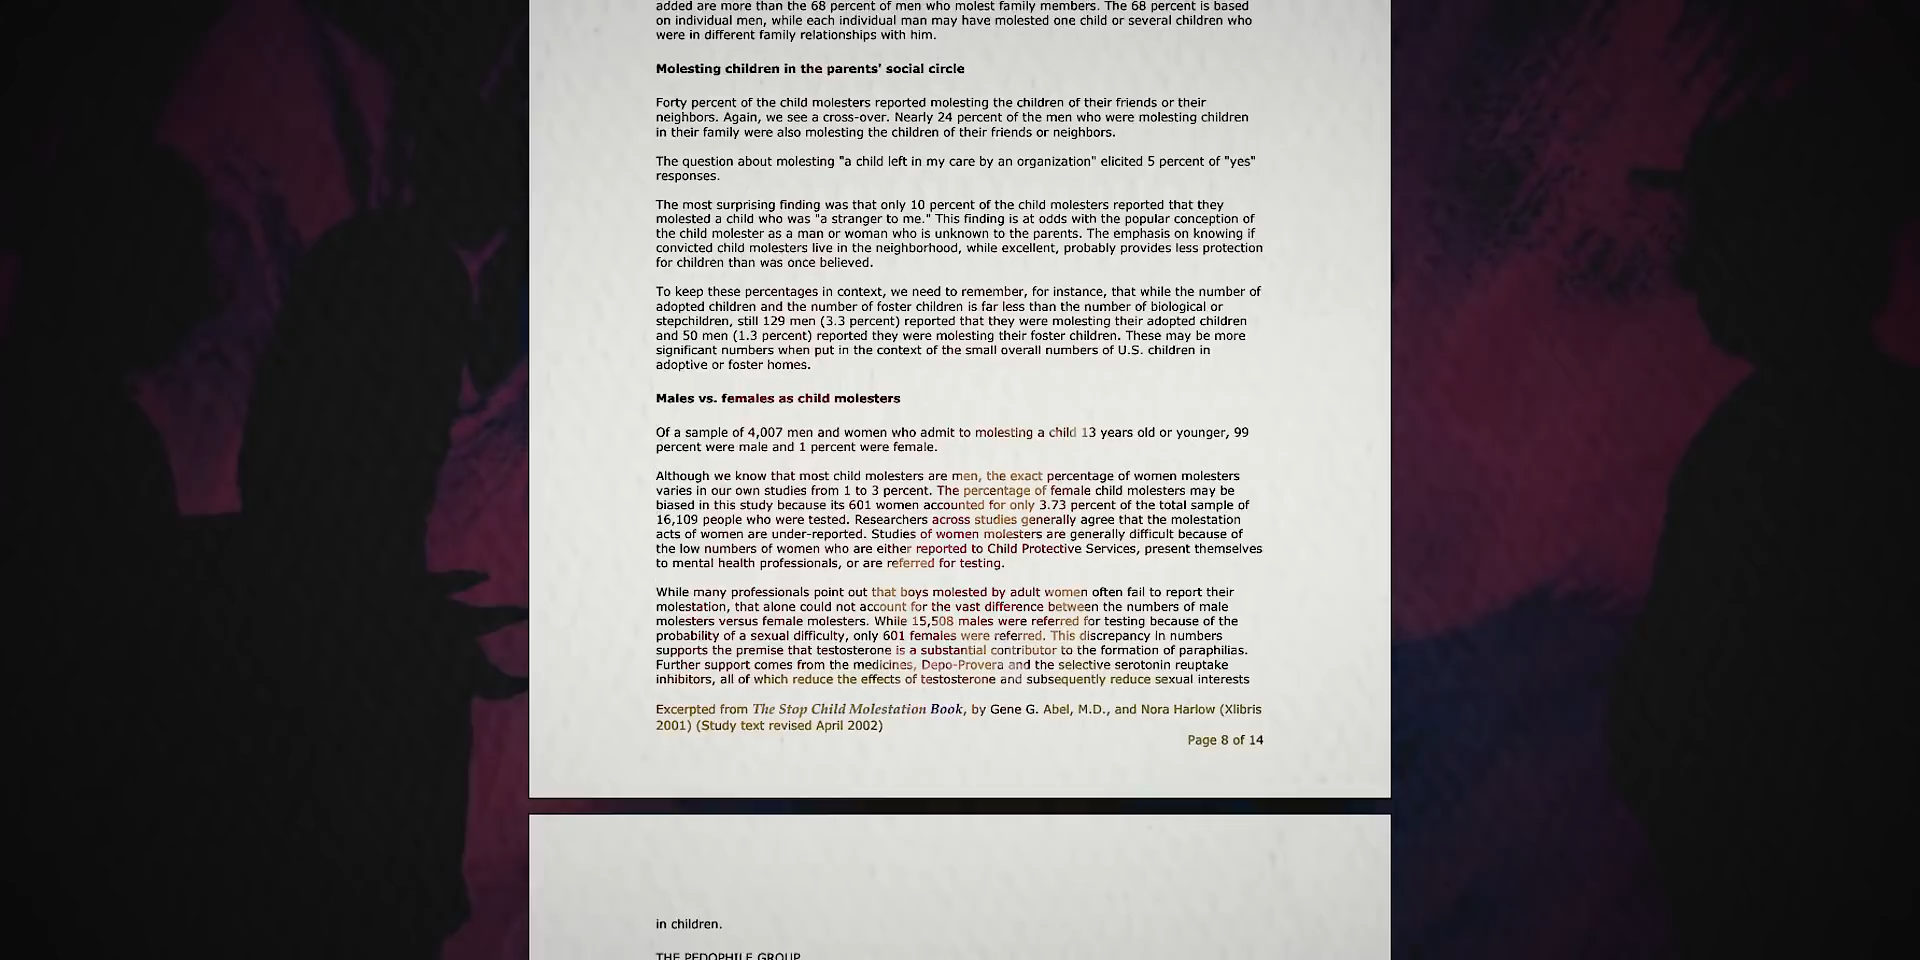 added are more than the 68 percent of men who molest family members. The 68 percent is based
on individual men, while each individual man may have molested one child or several children who
were in different family relationships with him.
Molesting children in the parents' social circle
Forty percent of the child molesters reported molesting the children of their friends or their
neighbors. Again, we see a cross-over. Nearly 24 percent of the men who were molesting children
in their family were also molesting the children of their friends or neighbors.
The question about molesting "a child left in my care by an organization" elicited 5 percent of "yes"
responses.
The most surprising finding was that only 10 percent of the child molesters reported that they
molested a child who was "a stranger to me." This finding is at odds with the popular conception of
the child molester as a man or woman who is unknown to the parents. The emphasis on knowing if
convicted child molesters live in the neighborhood, while excellent, probably provides less protection
for children than was once believed.
To keep these percentages in context, we need to remember, for instance, that while the number of
adopted children and the number of foster children is far less than the number of biological or
stepchildren, still 129 men (3.3 percent) reported that they were molesting their adopted children
and 50 men (1.3 percent) reported they were molesting their foster children. These may be more
significant numbers when put in the context of the small overall numbers of U.S. children in
adoptive or foster homes.
Males vs. females as child molesters
Of a sample of 4,007 men and women who admit to molesting a child 13 years old or younger, 99
percent were male and 1 percent were female.
Although we know that most child molesters are men, the exact percentage of women molesters
varies in our own studies from 1 to 3 percent. The percentage of female child molesters may be
biased in this study because its 601 women accounted for only 3.73 percent of the total sample of
16,109 people who were tested. Researchers across studies generally agree that the molestation
acts of women are under-reported. Studies of women molesters are generally difficult because of
the low numbers of women who are either reported to Child Protective Services, present themselves
to mental health professionals, or are referred for testing.
While many professionals point out that boys molested by adult women often fail to report their
molestation, that alone could not account for the vast difference between the numbers of male
molesters versus female molesters. While 15,508 males were referred for testing because of the
probability of a sexual difficulty, only 601 females were referred. This discrepancy in numbers
supports the premise that testosterone is a substantial contributor to the formation of paraphilias.
Further support comes from the medicines, Depo-Provera and the selective serotonin reuptake
inhibitors, all of which reduce the effects of testosterone and subsequently reduce sexual interests
Excerpted from The Stop Child Molestation Book, by Gene G. Abel, M.D., and Nora Harlow (Xlibris
2001) (Study text revised April 2002)
Page 8 of 14
in children.
THE PEDOPHILE GROUP